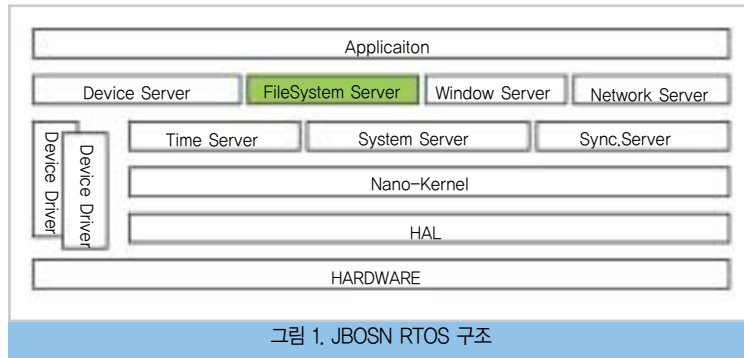 Applicaiton
Device Server FileSystem Server Window Server Network Server
Device Driver Device Driver Time Server System Server Sync.Server
Nano-Kernel
HAL
HARDWARE
그림 1. JBOSN RTOS 구조